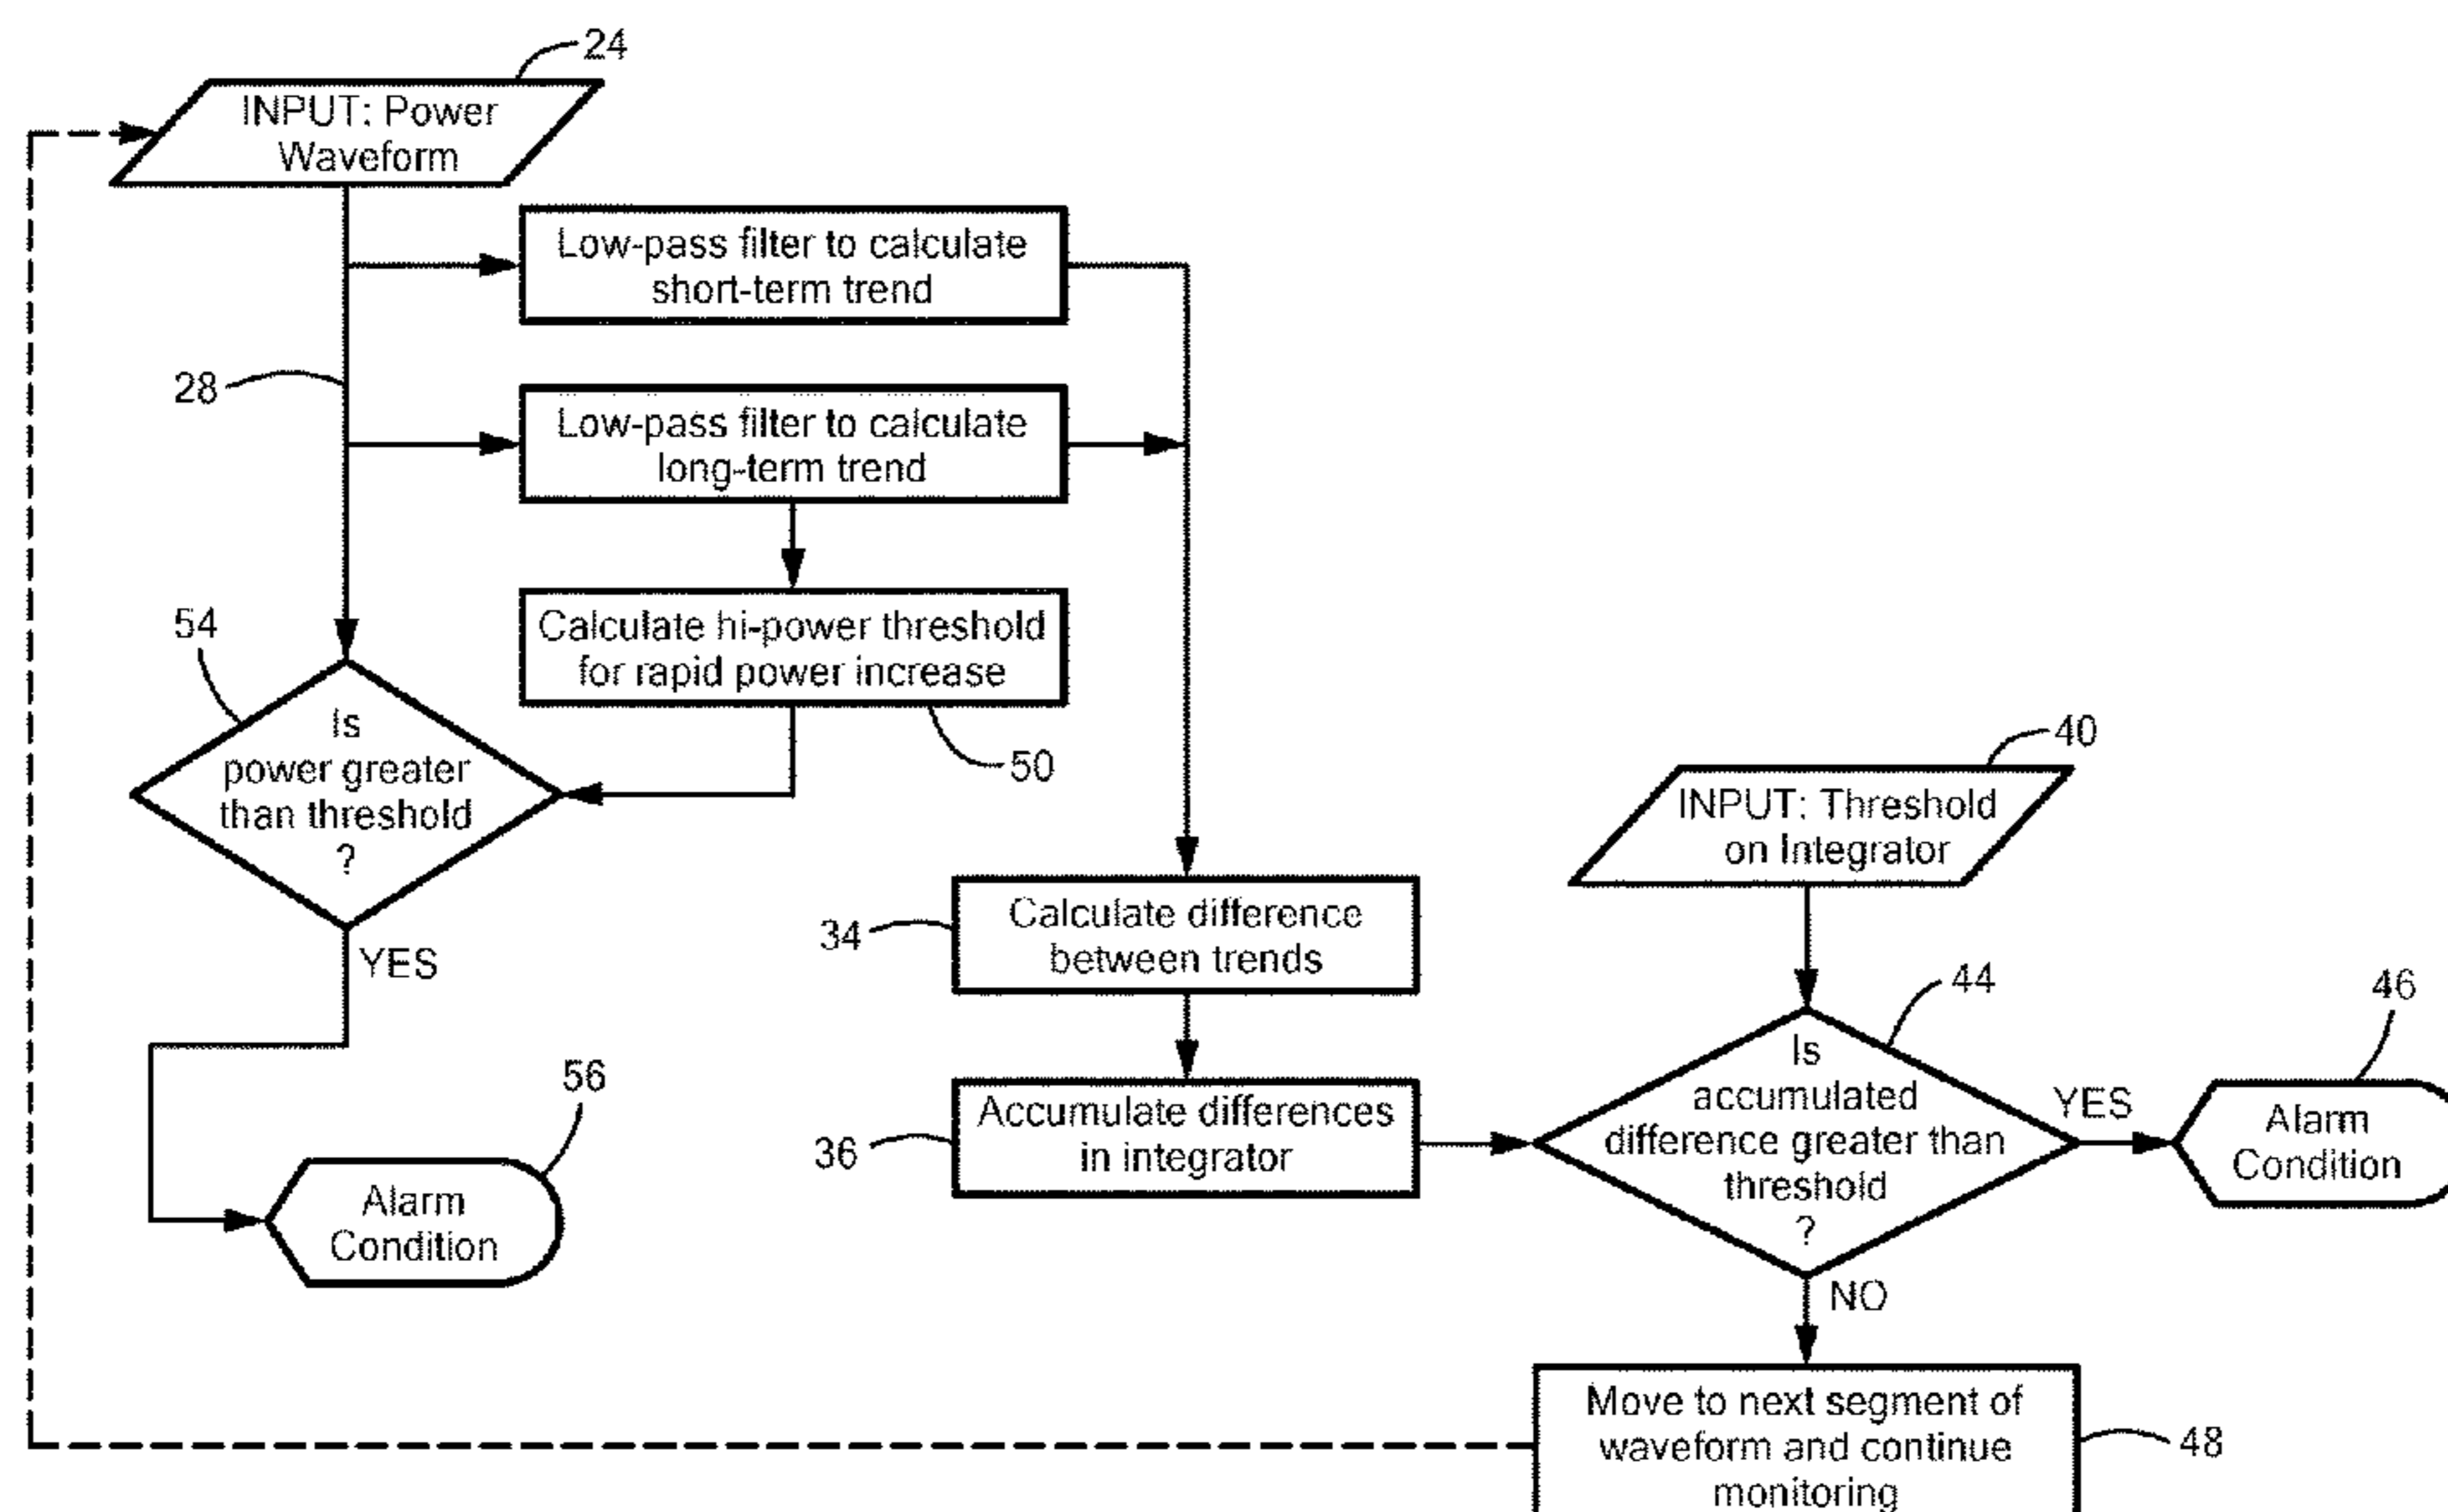 24
INPUT: Power
Waveform
Low-pass filter to calculate
short-term trend
28
Low-pass filter to calculate
long-term trend
54
Calculate hi-power threshold
for rapid power increase
50
Is
power greater
than threshold
?
YES
40
INPUT: Threshold
on Integrator
34
Calculate difference
between trends
44
46
56
36
Accumulate differences
in integrator
Is
accumulated
difference greater than
threshold
?
YES
Alarm
Condition
Alarm
Condition
NO
Move to next segment of
waveform and continue
monitoring
48